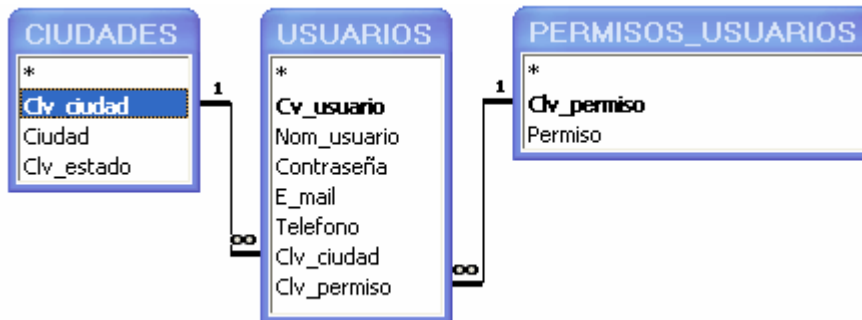 CIUDADES
*
Clv_ciudad
Ciudad
Clv_estado
1
∞
USUARIOS
*
Cv_usuario
Nom_usuario
Contraseña
E_mail
Telefono
Clv_ciudad
Clv_permiso
1
∞
PERMISOS_USUARIOS
*
Clv_permiso
Permiso